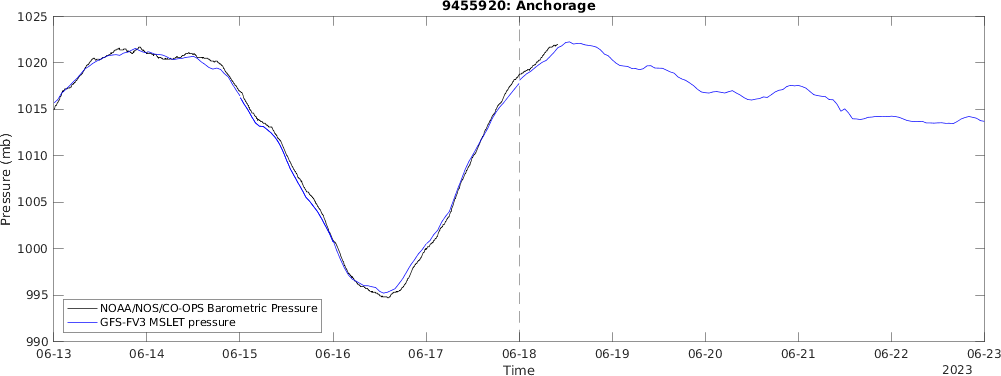 9455920: Anchorage
1025
1020
1015
1010
1005
1000
995
990
Pressure (mb)
NOAA/NOS/CO-OPS Barometric Pressure
GFS-FV3 MSLET pressure
06-13 06-14 06-15 06-16 06-17 06-18 06-19 06-20 06-21 06-22 06-23
Time
2023